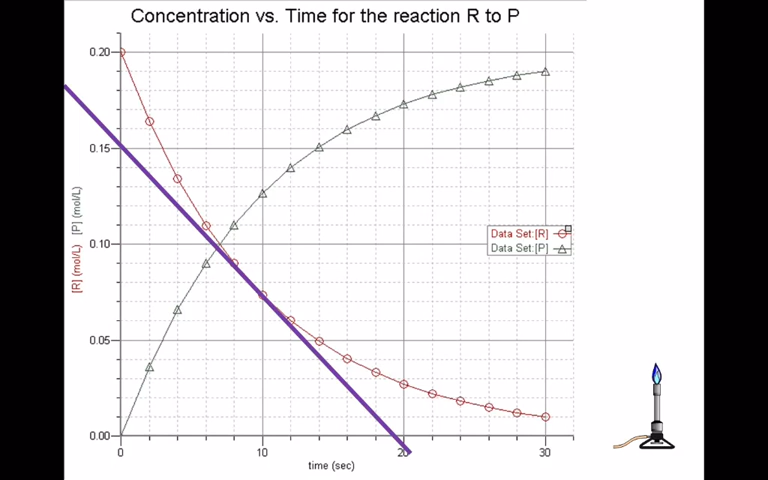 Concentration vs. Time for the reaction R to P
0.20
0.15
0.10
0.05
0.00
[R] (mol/L) [P] (mol/L)
Data Set:[R]
Data Set:[P]
0 10 20 30
time (sec)